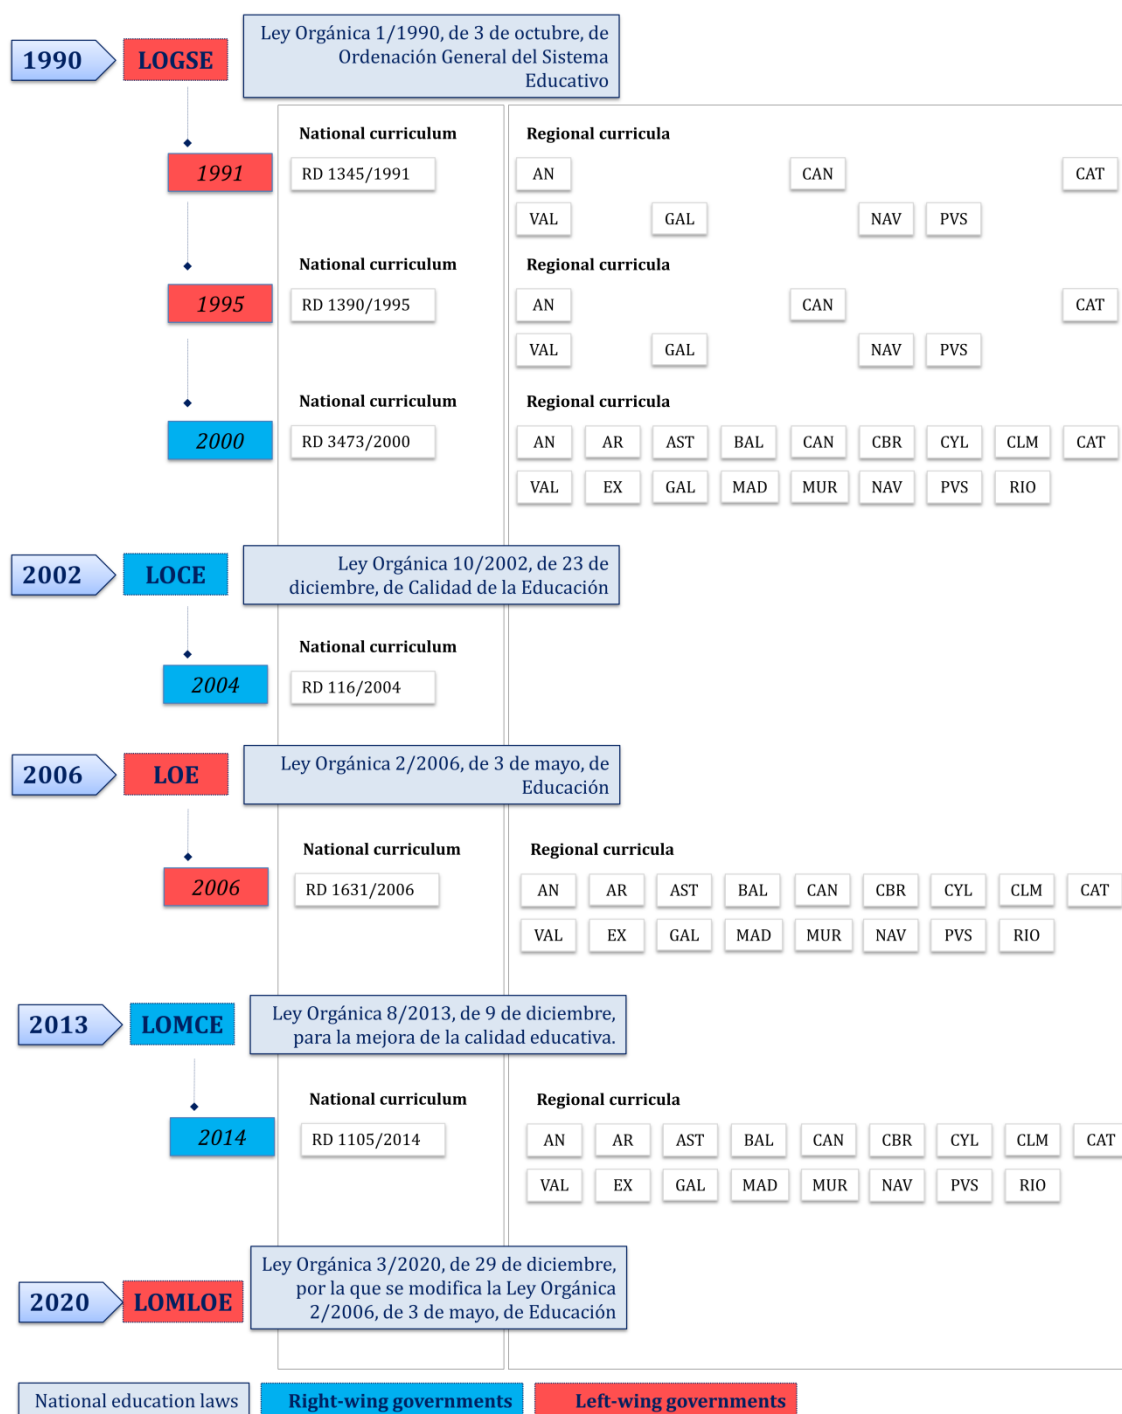 1990
LOGSE
Ley Orgánica 1/1990, de 3 de octubre, de
Ordenación General del Sistema
Educativo
National curriculum
Regional curricula
1991
RD 1345/1991
AN CAN CAT
VAL GAL NAV PVS
National curriculum
Regional curricula
1995
RD 1390/1995
AN CAN CAT
VAL GAL NAV PVS
National curriculum
Regional curricula
2000
RD 3473/2000
AN AR AST BAL CAN CBR CYL CLM CAT
VAL EX GAL MAD MUR NAV PVS RIO
2002
LOCE
Ley Orgánica 10/2002, de 23 de
diciembre, de Calidad de la Educación
National curriculum
2004
RD 116/2004
2006
LOE
Ley Orgánica 2/2006, de 3 de mayo, de
Educación
National curriculum
Regional curricula
2006
RD 1631/2006
AN AR AST BAL CAN CBR CYL CLM CAT
VAL EX GAL MAD MUR NAV PVS RIO
2013
LOMCE
Ley Orgánica 8/2013, de 9 de diciembre,
para la mejora de la calidad educativa.
National curriculum
Regional curricula
2014
RD 1105/2014
AN AR AST BAL CAN CBR CYL CLM CAT
VAL EX GAL MAD MUR NAV PVS RIO
2020
LOMLOE
Ley Orgánica 3/2020, de 29 de diciembre,
por la que se modifica la Ley Orgánica
2/2006, de 3 de mayo, de Educación
National education laws
Right-wing governments
Left-wing governments